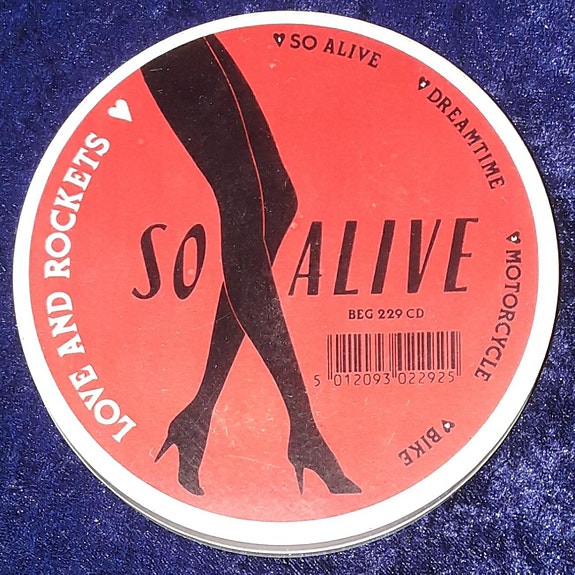 LOVE AND ROCKETS
SO ALIVE
DREAMTIME
MOTORCYCLE
BIKE
SO ALIVE
BEG 229 CD
5 012093 022925